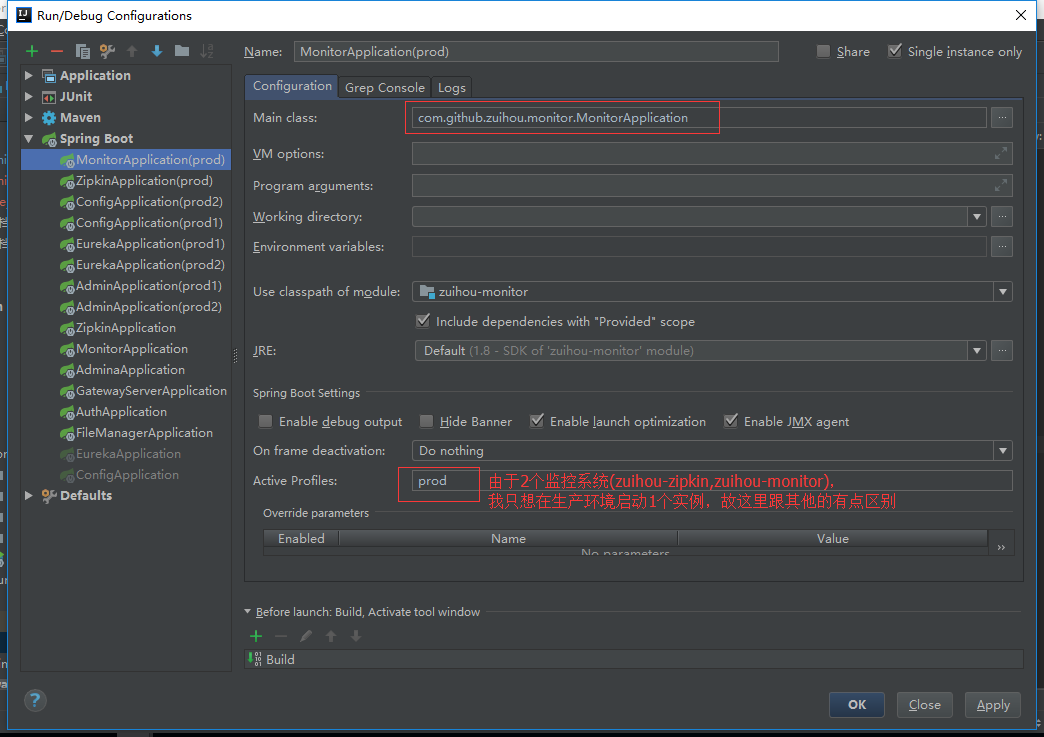 Run/Debug Configurations
Name: MonitorApplication(prod)
Share
Single instance only
Application
JUnit
Maven
Spring Boot
MonitorApplication(prod)
ZipkinApplication(prod)
ConfigApplication(prod2)
ConfigApplication(prod1)
EurekaApplication(prod1)
EurekaApplication(prod2)
AdminApplication(prod1)
AdminApplication(prod2)
ZipkinApplication
MonitorApplication
AdminaApplication
GatewayServerApplication
AuthApplication
FileManagerApplication
EurekaApplication
ConfigApplication
Defaults
Configuration
Grep Console
Logs
Main class: com.github.zuihou.monitor.MonitorApplication
VM options:
Program arguments:
Working directory:
Environment variables:
Use classpath of module: zuihou-monitor
Include dependencies with "Provided" scope
JRE: Default (1.8 - SDK of 'zuihou-monitor' module)
Spring Boot Settings
Enable debug output
Hide Banner
Enable launch optimization
Enable JMX agent
On frame deactivation: Do nothing
Active Profiles: prod
由于2个监控系统(zuihou-zipkin,zuihou-monitor),
我只想在生产环境启动1个实例，故这里跟其他的有点区别
Override parameters
Enabled Name Value
No parameters
Before launch: Build, Activate tool window
Build
OK
Close
Apply